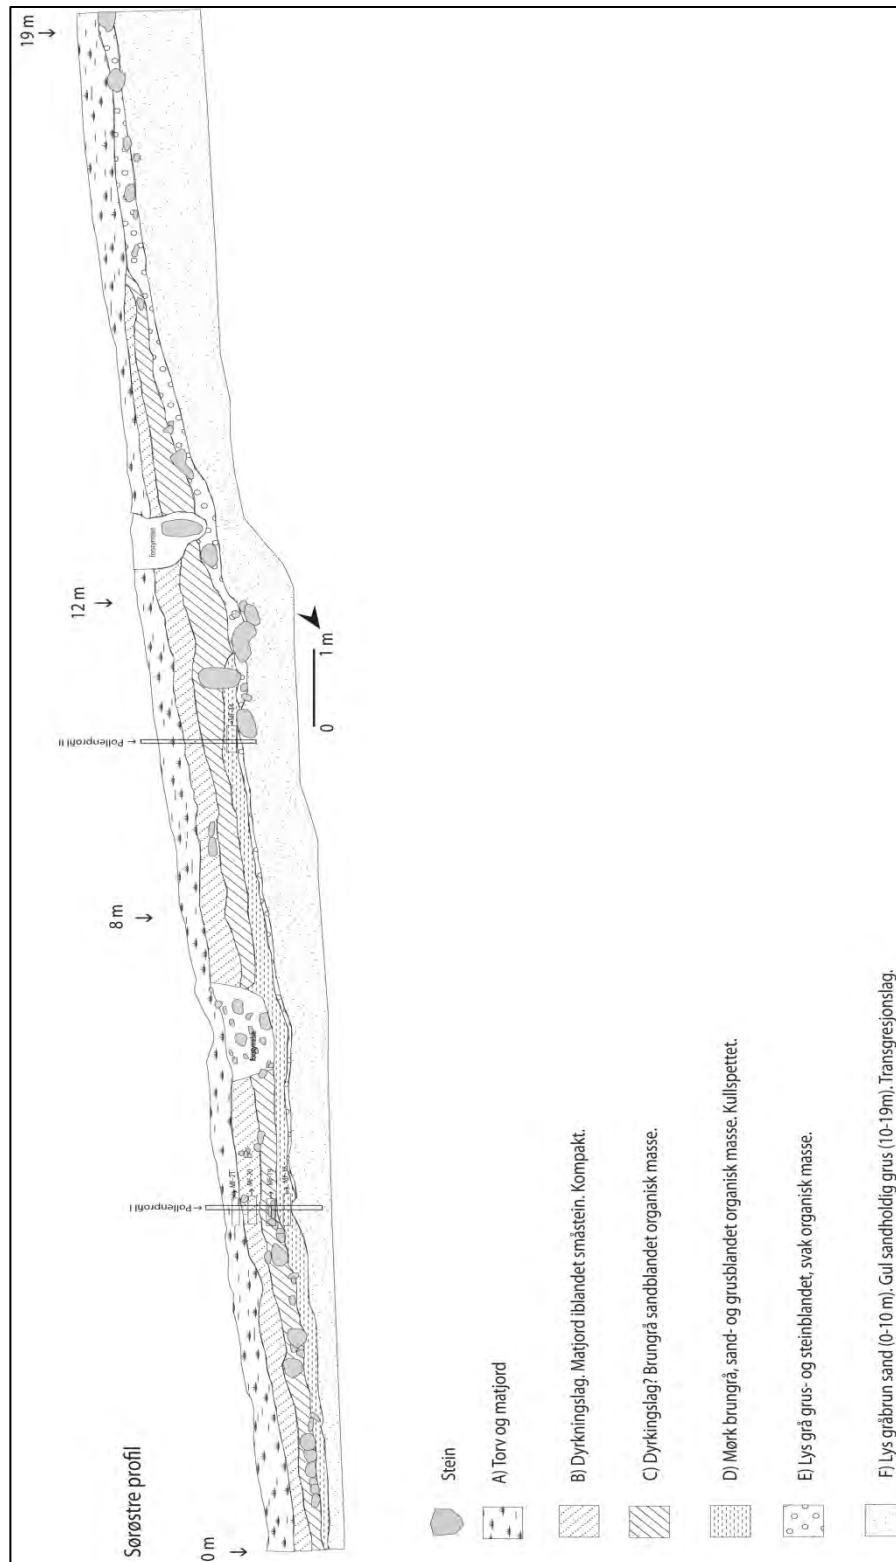 Sørøstre profil
0 m
8 m
12 m
19 m
← Pollenprofil I
← Pollenprofil II
0 1 m
Stein
A) Torv og matjord
B) Dyrkningslag. Matjord iblandet småstein. Kompakt.
C) Dyrkingslag? Brungrå sandblandet organisk masse.
D) Mørk brungrå, sand- og grusblandet organisk masse. Kullspettet.
E) Lys grå grus- og steinblandet, svak organisk masse.
F) Lys gråbrun sand (0-10 m). Gul sandholdig grus (10-19m). Transgresjonslag.